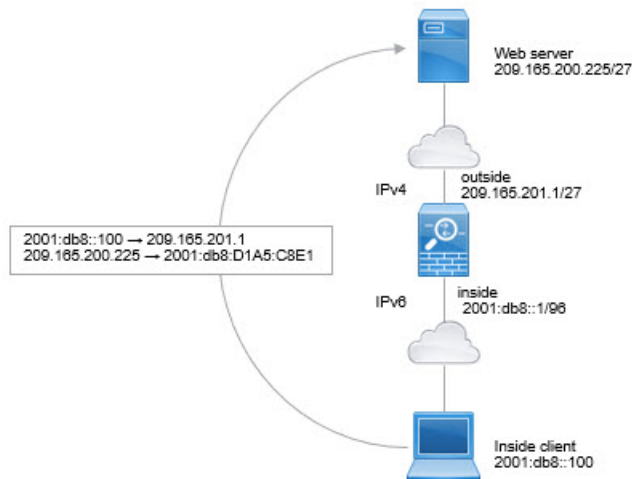 Web server
209.165.200.225/27
outside
IPv4
209.165.201.1/27
2001:db8::100 → 209.165.201.1
209.165.200.225 → 2001:db8:D1A5:C8E1
inside
IPv6
2001:db8::1/96
Inside client
2001:db8::100